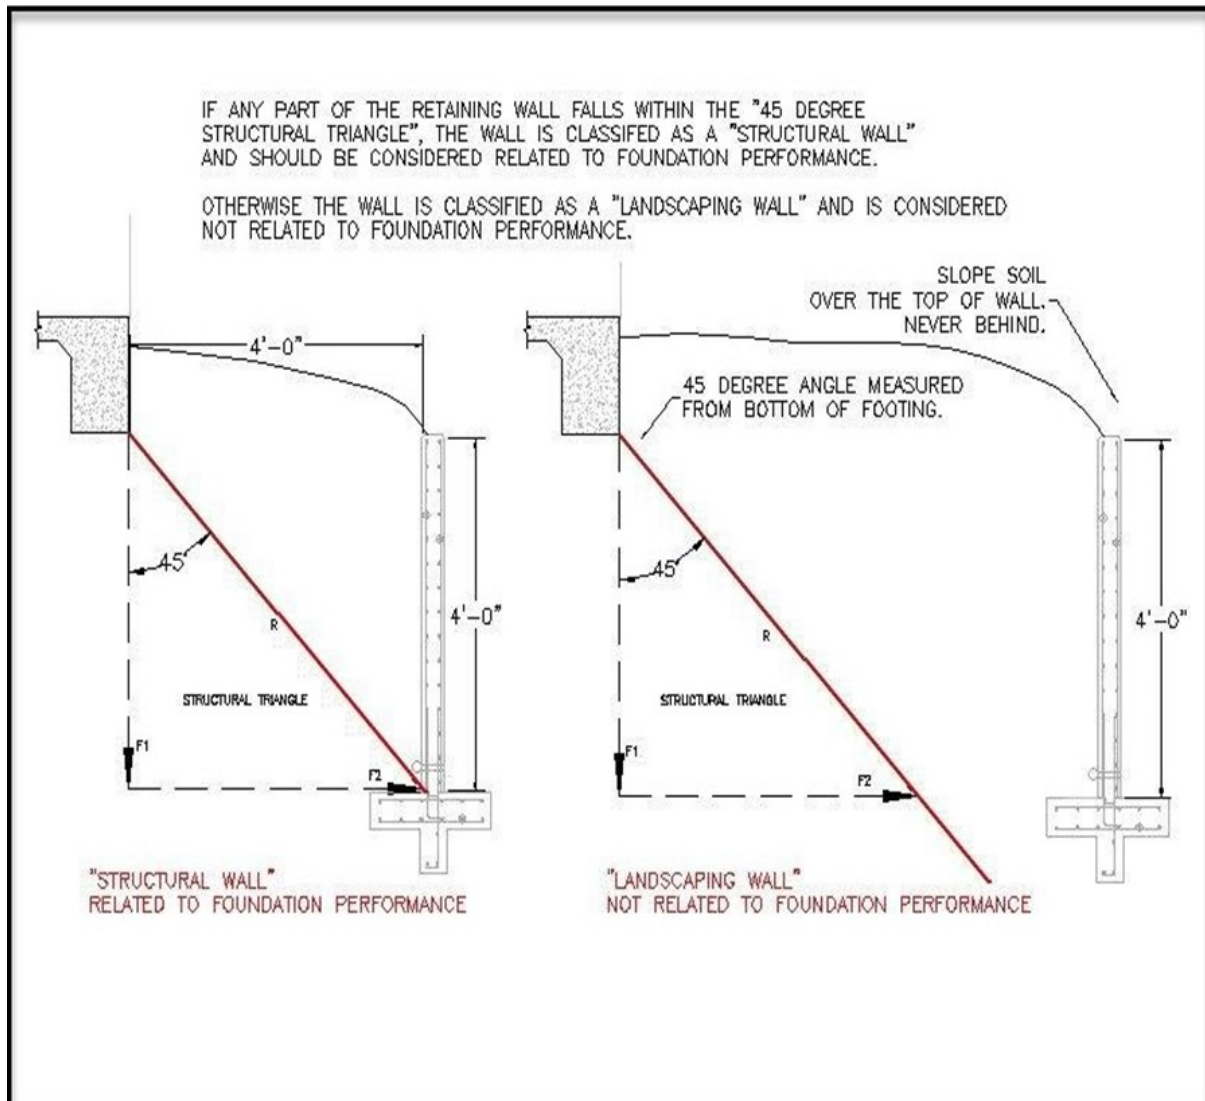 IF ANY PART OF THE RETAINING WALL FALLS WITHIN THE "45 DEGREE
STRUCTURAL TRIANGLE", THE WALL IS CLASSIFED AS A "STRUCTURAL WALL"
AND SHOULD BE CONSIDERED RELATED TO FOUNDATION PERFORMANCE.
OTHERWISE THE WALL IS CLASSIFIED AS A "LANDSCAPING WALL" AND IS CONSIDERED
NOT RELATED TO FOUNDATION PERFORMANCE.
SLOPE SOIL
OVER THE TOP OF WALL.
NEVER BEHIND.
4'-0"
45 DEGREE ANGLE MEASURED
FROM BOTTOM OF FOOTING.
45°
4'-0"
R
STRUCTURAL TRIANGLE
F1
F2
"STRUCTURAL WALL"
RELATED TO FOUNDATION PERFORMANCE
45°
4'-0"
R
STRUCTURAL TRIANGLE
F1
F2
"LANDSCAPING WALL"
NOT RELATED TO FOUNDATION PERFORMANCE